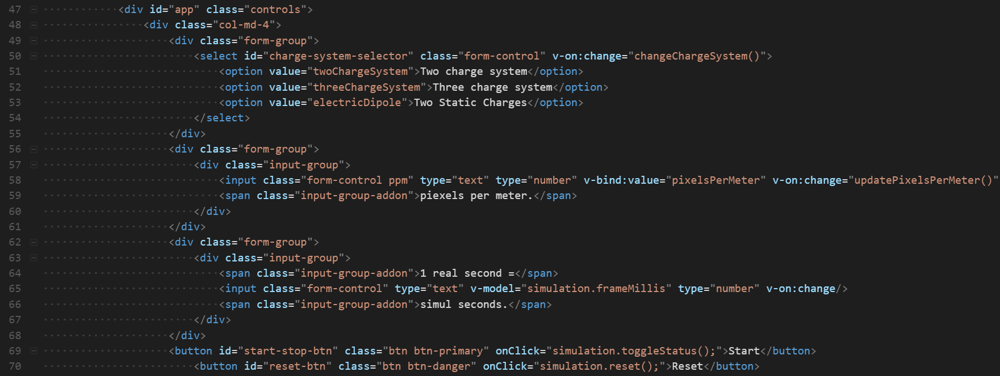 47 <div id="app" class="controls">
48 <div class="col-md-4">
49 <div class="form-group">
50 <select id="charge-system-selector" class="form-control" v-on:change="changeChargeSystem()">
51 <option value="twoChargeSystem">Two charge system</option>
52 <option value="threeChargeSystem">Three charge system</option>
53 <option value="electricDipole">Two Static Charges</option>
54 </select>
55 </div>
56 <div class="form-group">
57 <div class="input-group">
58 <input class="form-control ppm" type="text" type="number" v-bind:value="pixelsPerMeter" v-on:change="updatePixelsPerMeter()"
59 <span class="input-group-addon">piexels per meter.</span>
60 </div>
61 </div>
62 <div class="form-group">
63 <div class="input-group">
64 <span class="input-group-addon">1 real second =</span>
65 <input class="form-control" type="text" v-model="simulation.frameMillis" type="number" v-on:change/>
66 <span class="input-group-addon">simul seconds.</span>
67 </div>
68 </div>
69 <button id="start-stop-btn" class="btn btn-primary" onClick="simulation.toggleStatus();">Start</button>
70 <button id="reset-btn" class="btn btn-danger" onClick="simulation.reset();">Reset</button>